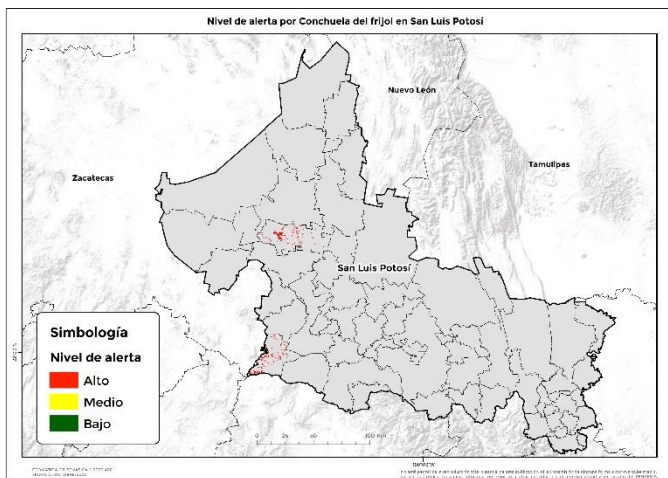 Nivel de alerta por Conchuela del frijol en San Luis Potosí
Nuevo León
Tamulipas
Zacatecas
San Luis Potosí
Simbología
Nivel de alerta
Alto
Medio
Bajo
0 25 50 100 Km